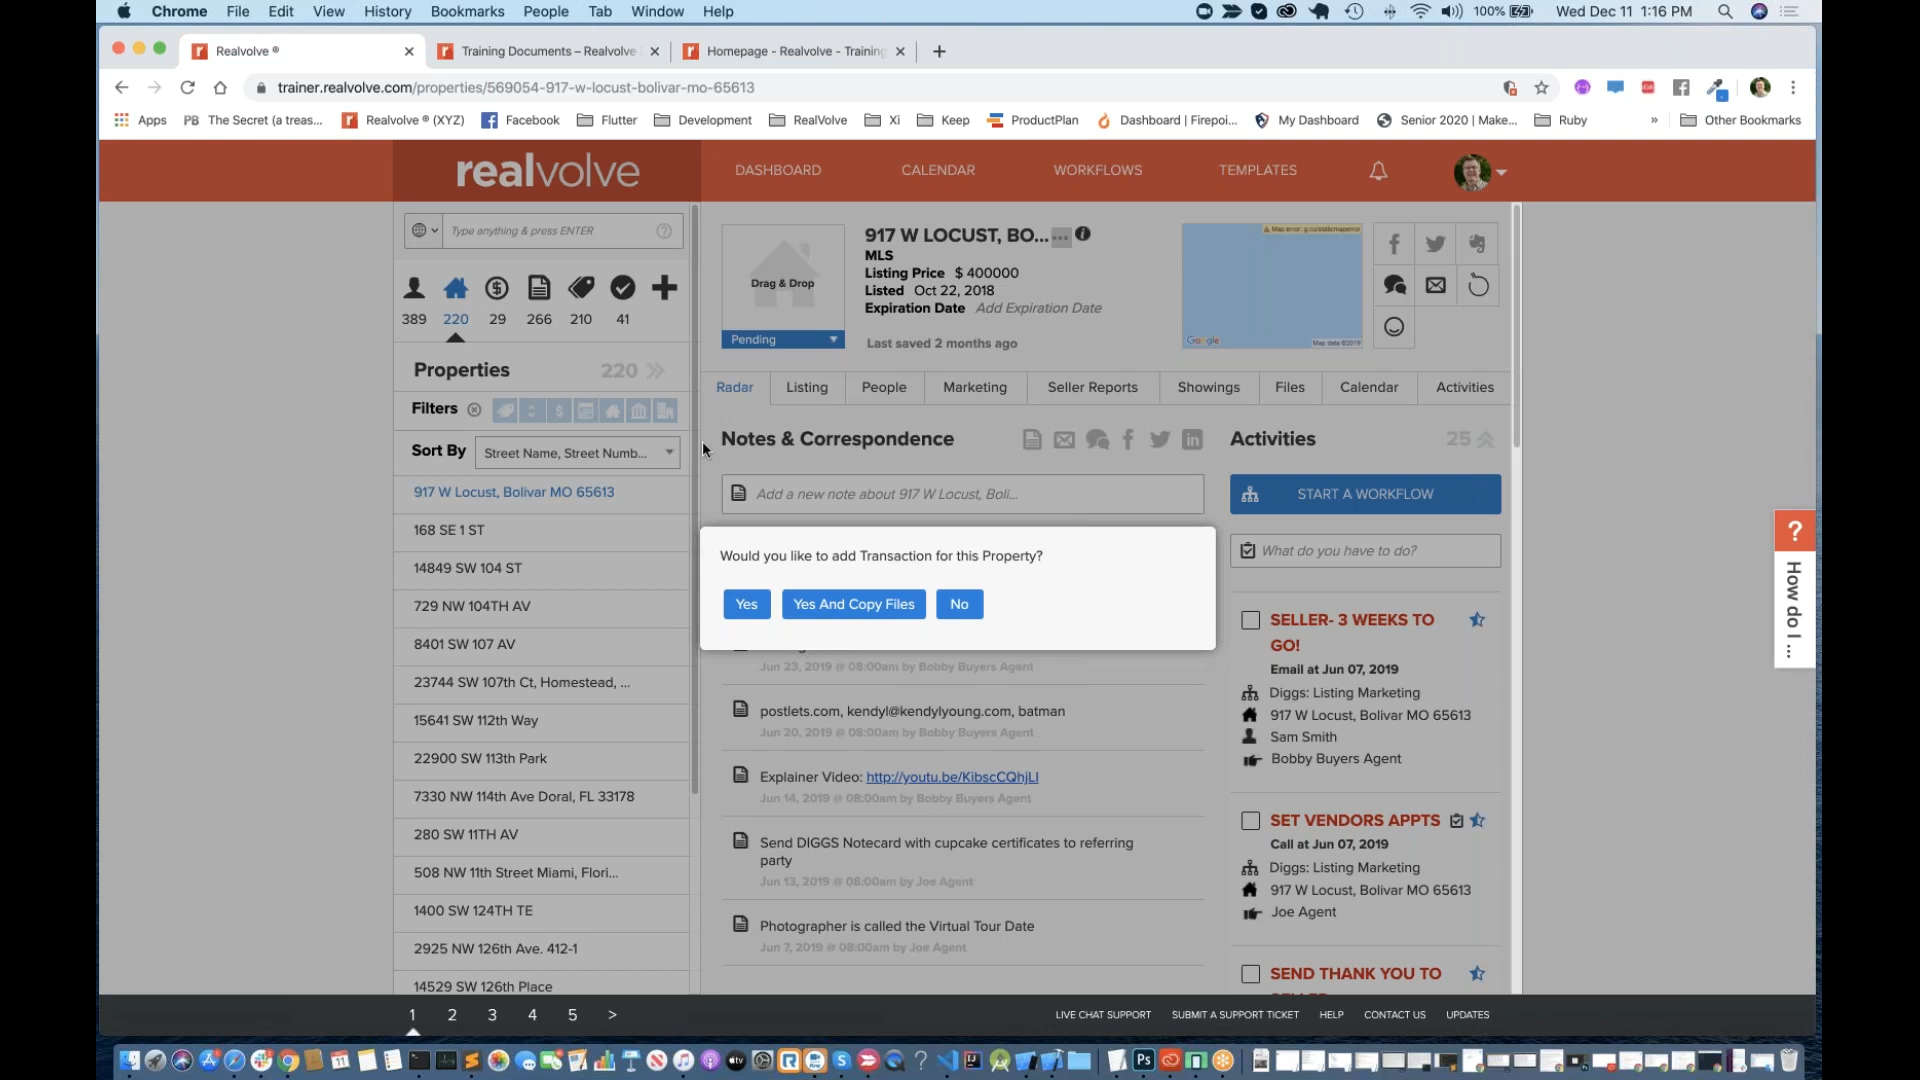 Chrome File Edit View History Bookmarks People Tab Window Help 100% Wed Dec 11 1:16 PM
Realvolve ® Training Documents – Realvolve Homepage - Realvolve - Training
trainer.realvolve.com/properties/569054-917-w-locust-bolivar-mo-65613
Apps PB The Secret (a treas... Realvolve ® (XYZ) Facebook Flutter Development RealVolve Xi Keep ProductPlan Dashboard | Firepoi... My Dashboard Senior 2020 | Make... Ruby » Other Bookmarks
realvolve DASHBOARD CALENDAR WORKFLOWS TEMPLATES
Type anything & press ENTER
389 220 29 266 210 41
Properties 220
Filters
Sort By Street Name, Street Numb...
917 W Locust, Bolivar MO 65613
168 SE 1 ST
14849 SW 104 ST
729 NW 104TH AV
8401 SW 107 AV
23744 SW 107th Ct, Homestead, ...
15641 SW 112th Way
22900 SW 113th Park
7330 NW 114th Ave Doral, FL 33178
280 SW 11TH AV
508 NW 11th Street Miami, Flori...
1400 SW 124TH TE
2925 NW 126th Ave. 412-1
14529 SW 126th Place
Drag & Drop
Pending
917 W LOCUST, BO...
MLS
Listing Price $ 400000
Listed Oct 22, 2018
Expiration Date Add Expiration Date
Last saved 2 months ago
Google Map data ©2019
Radar Listing People Marketing Seller Reports Showings Files Calendar Activities
Notes & Correspondence
Add a new note about 917 W Locust, Boli...
Would you like to add Transaction for this Property?
Yes Yes And Copy Files No
Jun 23, 2019 @ 08:00am by Bobby Buyers Agent
postlets.com, kendyl@kendylyoung.com, batman
Jun 20, 2019 @ 08:00am by Bobby Buyers Agent
Explainer Video: http://youtu.be/KibscCQhjLI
Jun 14, 2019 @ 08:00am by Bobby Buyers Agent
Send DIGGS Notecard with cupcake certificates to referring
party
Jun 13, 2019 @ 08:00am by Joe Agent
Photographer is called the Virtual Tour Date
Jun 7, 2019 @ 08:00am by Joe Agent
Activities 25
START A WORKFLOW
What do you have to do?
SELLER- 3 WEEKS TO
GO!
Email at Jun 07, 2019
Diggs: Listing Marketing
917 W Locust, Bolivar MO 65613
Sam Smith
Bobby Buyers Agent
SET VENDORS APPTS
Call at Jun 07, 2019
Diggs: Listing Marketing
917 W Locust, Bolivar MO 65613
Joe Agent
SEND THANK YOU TO
? How do I ...
1 2 3 4 5 >
LIVE CHAT SUPPORT SUBMIT A SUPPORT TICKET HELP CONTACT US UPDATES